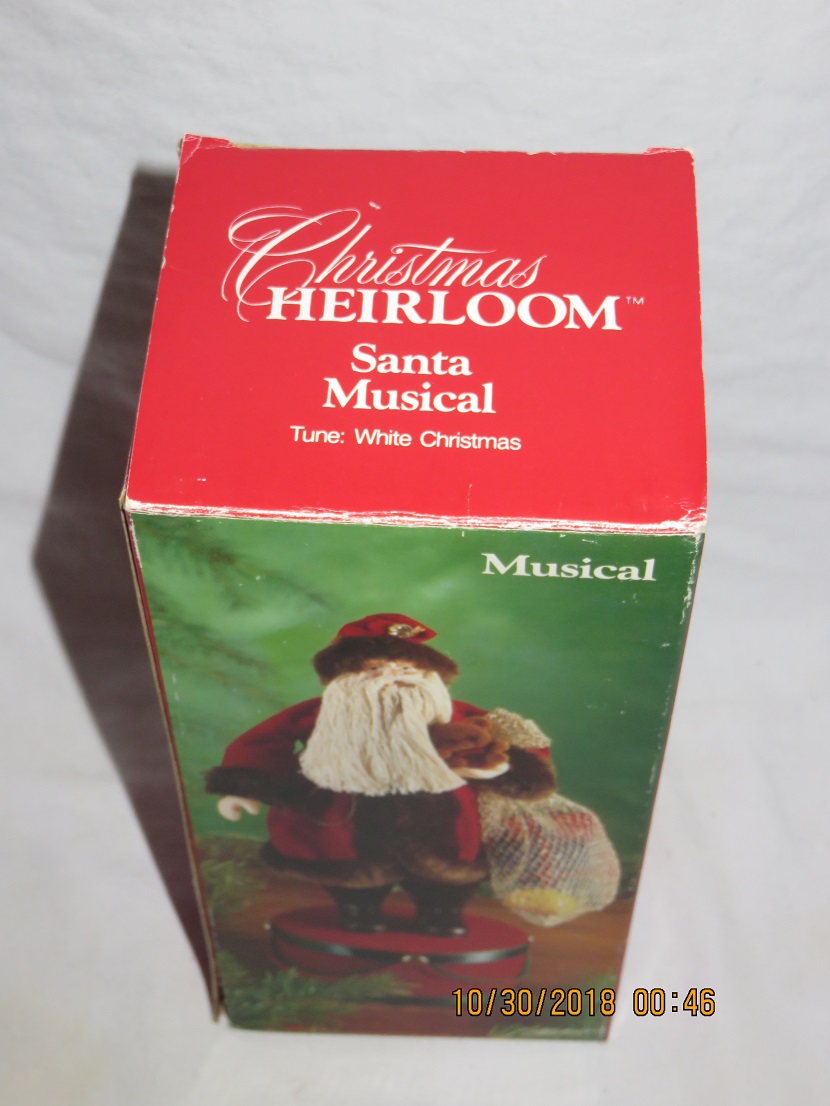 Christmas
HEIRLOOM™
Santa
Musical
Tune: White Christmas
Musical
10/30/2018 00:46